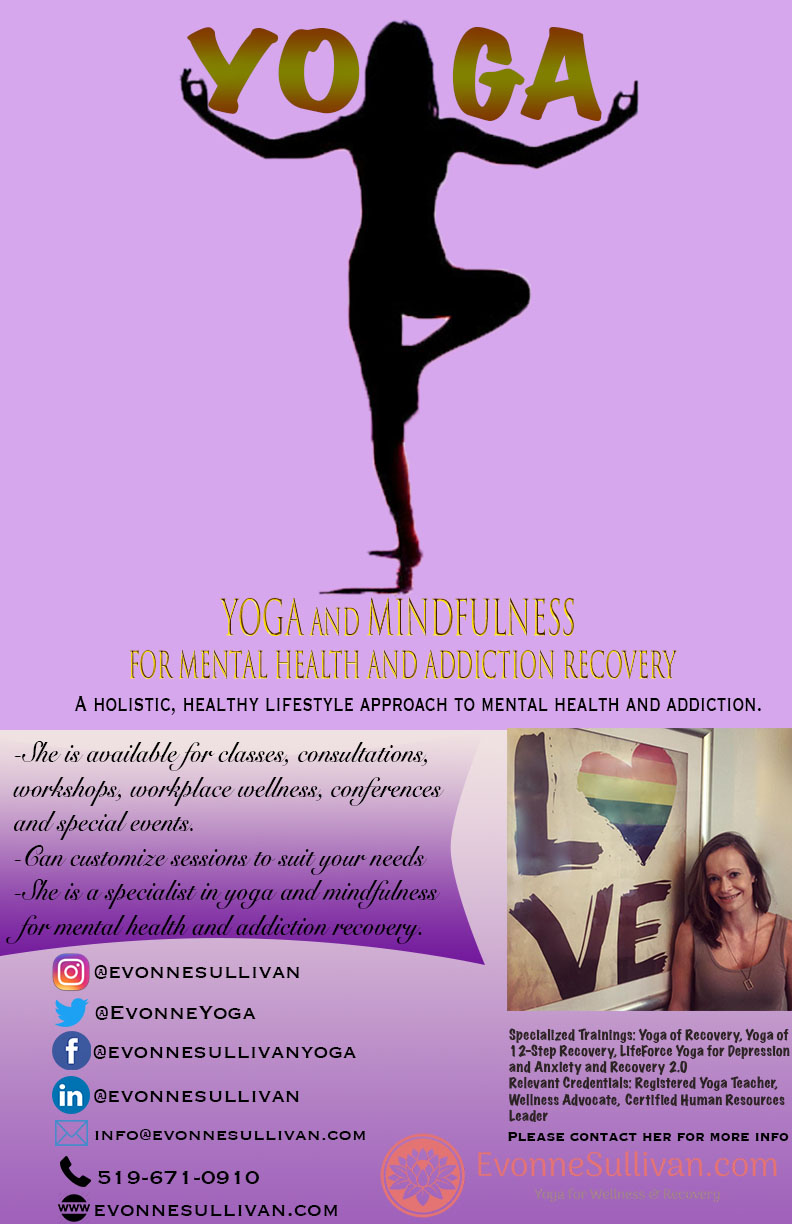 YOGA
YOGA AND MINDFULNESS
FOR MENTAL HEALTH AND ADDICTION RECOVERY
A HOLISTIC, HEALTHY LIFESTYLE APPROACH TO MENTAL HEALTH AND ADDICTION.
-She is available for classes, consultations,
workshops, workplace wellness, conferences
and special events.
-Can customize sessions to suit your needs
-She is a specialist in yoga and mindfulness
for mental health and addiction recovery.
LOVE
@EVONNESULLIVAN
@EvonneYoga
@EVONNESULLIVANYOGA
@EVONNESULLIVAN
INFO@EVONNESULLIVAN.COM
519-671-0910
WWW EVONNESULLIVAN.COM
Specialized Trainings: Yoga of Recovery, Yoga of
12-Step Recovery, LifeForce Yoga for Depression
and Anxiety and Recovery 2.0
Relevant Credentials: Registered Yoga Teacher,
Wellness Advocate, Certified Human Resources
Leader
PLEASE CONTACT HER FOR MORE INFO
EvonneSullivan.com
Yoga for Wellness & Recovery